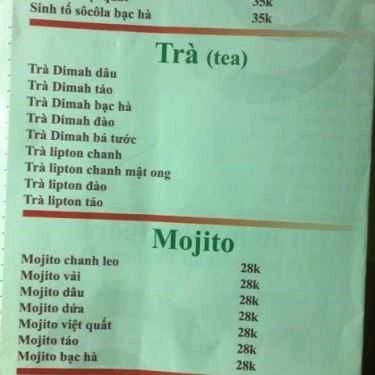 35k
Sinh tố sôcôla bạc hà 35k
Trà (tea)
Trà Dimah dâu
Trà Dimah táo
Trà Dimah bạc hà
Trà Dimah đào
Trà Dimah bá tước
Trà lipton chanh
Trà lipton chanh mật ong
Trà lipton đào
Trà lipton táo
Mojito
Mojito chanh leo 28k
Mojito vải 28k
Mojito dâu 28k
Mojito dứa 28k
Mojito việt quất 28k
Mojito táo 28k
Mojito bạc hà 28k